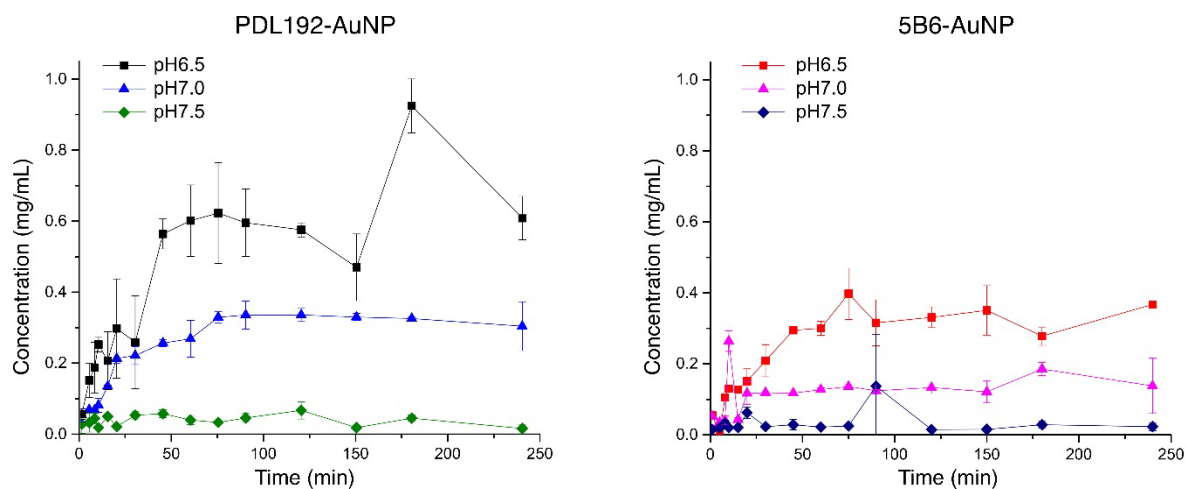 PDL192-AuNP
pH6.5
pH7.0
pH7.5
1.0
0.8
0.6
0.4
0.2
0.0
Concentration (mg/mL)
0 50 100 150 200 250
Time (min)
5B6-AuNP
pH6.5
pH7.0
pH7.5
1.0
0.8
0.6
0.4
0.2
0.0
Concentration (mg/mL)
0 50 100 150 200 250
Time (min)